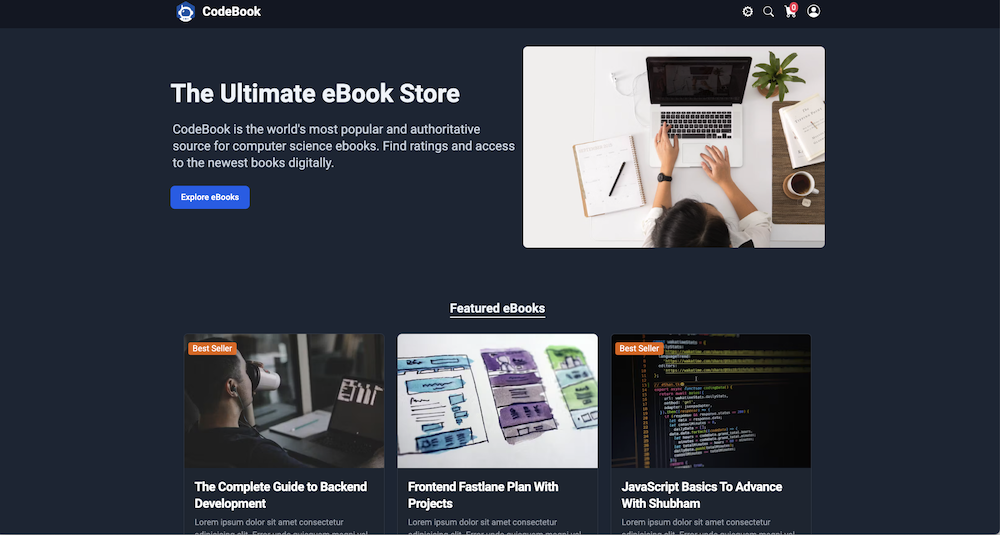 CodeBook
0
The Ultimate eBook Store
CodeBook is the world's most popular and authoritative
source for computer science ebooks. Find ratings and access
to the newest books digitally.
Explore eBooks
Featured eBooks
Best Seller
Best Seller
The Complete Guide to Backend
Development
Lorem ipsum dolor sit amet consectetur
Frontend Fastlane Plan With
Projects
Lorem ipsum dolor sit amet consectetur
JavaScript Basics To Advance
With Shubham
Lorem ipsum dolor sit amet consectetur